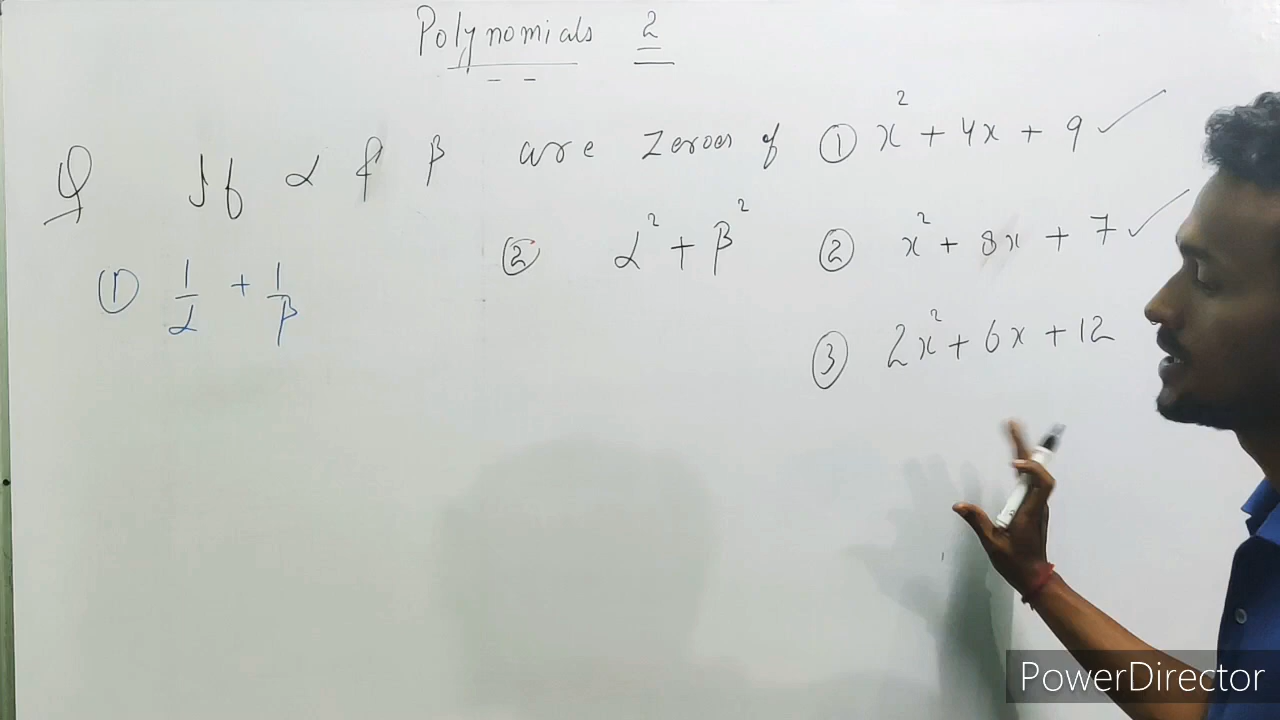 Polynomials 2
Q If α & β are zeroes of ① x² + 4x + 9 ✓
① 1/α + 1/β ② α² + β² ② x² + 8x + 7 ✓
③ 2x² + 6x + 12
PowerDirector